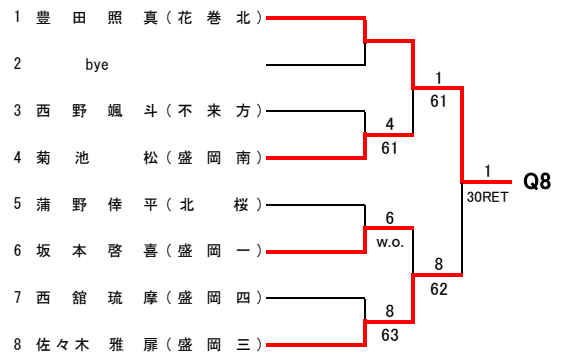 1 豊 田 照 真 ( 花 巻 北 )
2 bye
3 西 野 颯 斗 ( 不 来 方 )
4 菊 池 松 ( 盛 岡 南 )
5 蒲 野 倖 平 ( 北 桜 )
6 坂 本 啓 喜 ( 盛 岡 一 )
7 西 舘 琉 摩 ( 盛 岡 四 )
8 佐 々 木 雅 扉 ( 盛 岡 三 )
4
61
6
w.o.
8
63
1
61
8
62
1
30RET
Q8